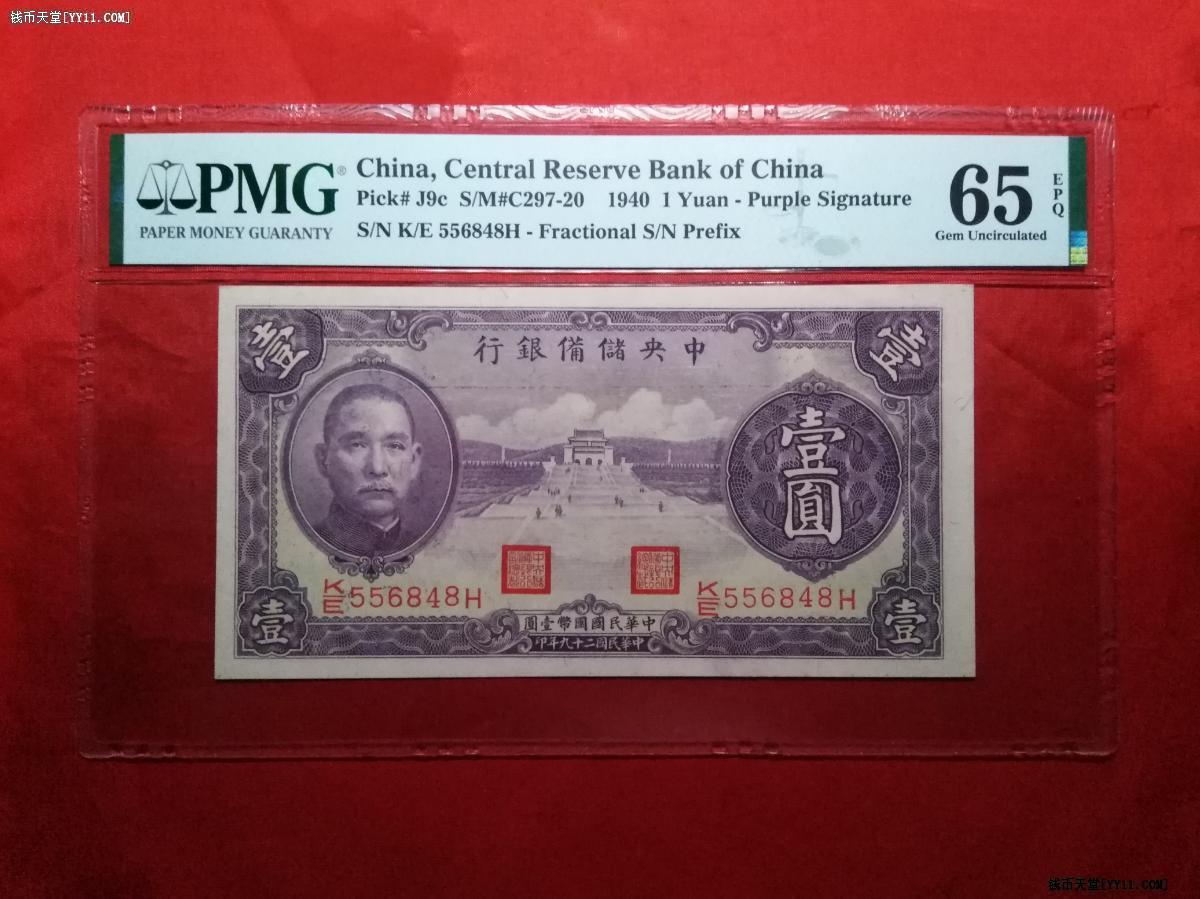 钱币天堂[YY11.COM]
PMG®
PAPER MONEY GUARANTY
China, Central Reserve Bank of China
Pick# J9c S/M#C297-20 1940 1 Yuan - Purple Signature
S/N K/E 556848H - Fractional S/N Prefix
65
EPQ
Gem Uncirculated
壹
壹
行銀備儲央中
壹圓
K/E 556848H
K/E 556848H
壹
壹
圓壹幣國國民華中
印年九十二國民華中
钱币天堂[YY11.COM]